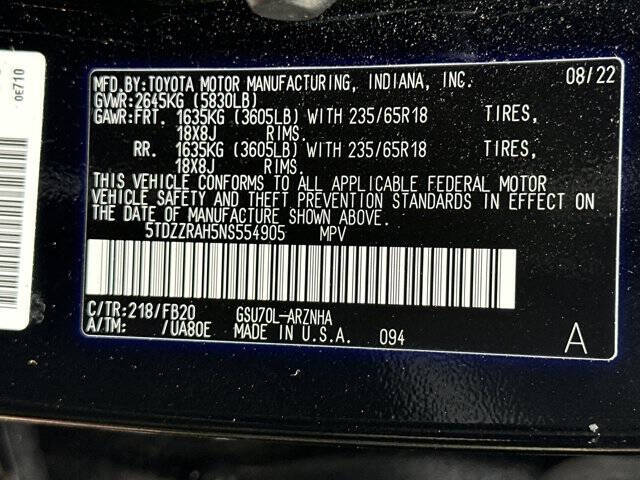 0E710
MFD.BY:TOYOTA MOTOR MANUFACTURING, INDIANA, INC. 08/22
GVWR:2645KG (5830LB)
GAWR:FRT. 1635KG (3605LB) WITH 235/65R18 TIRES,
18X8J RIMS.
RR. 1635KG (3605LB) WITH 235/65R18 TIRES,
18X8J RIMS.
THIS VEHICLE CONFORMS TO ALL APPLICABLE FEDERAL MOTOR
VEHICLE SAFETY AND THEFT PREVENTION STANDARDS IN EFFECT ON
THE DATE OF MANUFACTURE SHOWN ABOVE.
5TDZZRAH5NS554905 MPV
C/TR:218/FB20 GSU70L-ARZNHA
A/TM: /UA80E MADE IN U.S.A. 094 A